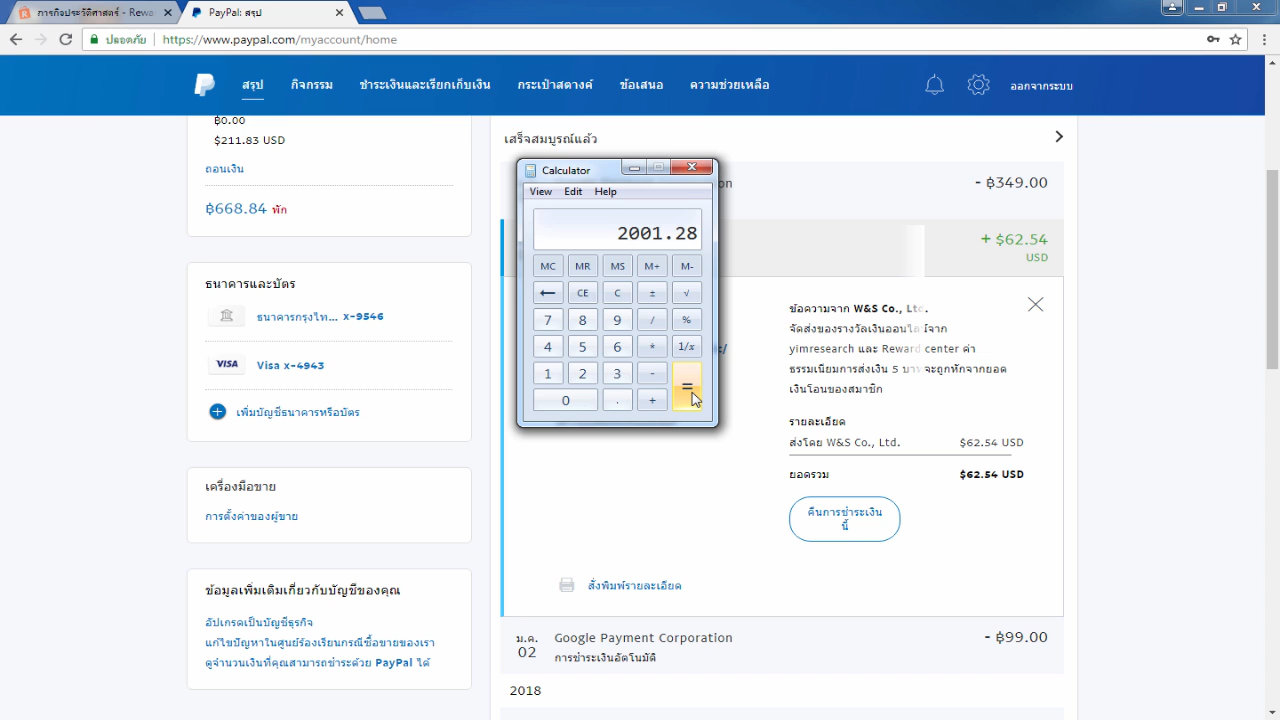 การกิจประวัติศาสตร์ - Rewa
PayPal: สรุป
ปลอดภัย
https://www.paypal.com/myaccount/home
สรุป
กิจกรรม
ชำระเงินและเรียกเก็บเงิน
กระเป๋าสตางค์
ข้อเสนอ
ความช่วยเหลือ
ออกจากระบบ
฿0.00
$211.83 USD
ถอนเงิน
฿668.84 พัก
ธนาคารและบัตร
ธนาคารกรุงไท... x-9546
VISA
Visa x-4943
เพิ่มบัญชีธนาคารหรือบัตร
เครื่องมือขาย
การตั้งค่าของผู้ขาย
ข้อมูลเพิ่มเติมเกี่ยวกับบัญชีของคุณ
อัปเกรดเป็นบัญชีธุรกิจ
แก้ไขปัญหาในศูนย์ร้องเรียนกรณีซื้อขายของเรา
ดูจำนวนเงินที่คุณสามารถชำระด้วย PayPal ได้
เสร็จสมบูรณ์แล้ว
on
- ฿349.00
+ $62.54
USD
Calculator
View Edit Help
2001.28
MC MR MS M+ M-
← CE C ± √
7 8 9 / %
4 5 6 * 1/x
1 2 3 - =
0 . +
ข้อความจาก W&S Co., Ltd.
จัดส่งของรางวัลเงินออนไลน์จาก
yimresearch และ Reward center ค่า
ธรรมเนียมการส่งเงิน 5 บาทจะถูกหักจากยอด
เงินโอนของสมาชิก
รายละเอียด
ส่งโดย W&S Co., Ltd. $62.54 USD
ยอดรวม $62.54 USD
คืนการชำระเงิน
นี้
สั่งพิมพ์รายละเอียด
ม.ค.
02
Google Payment Corporation
- ฿99.00
การชำระเงินอัตโนมัติ
2018